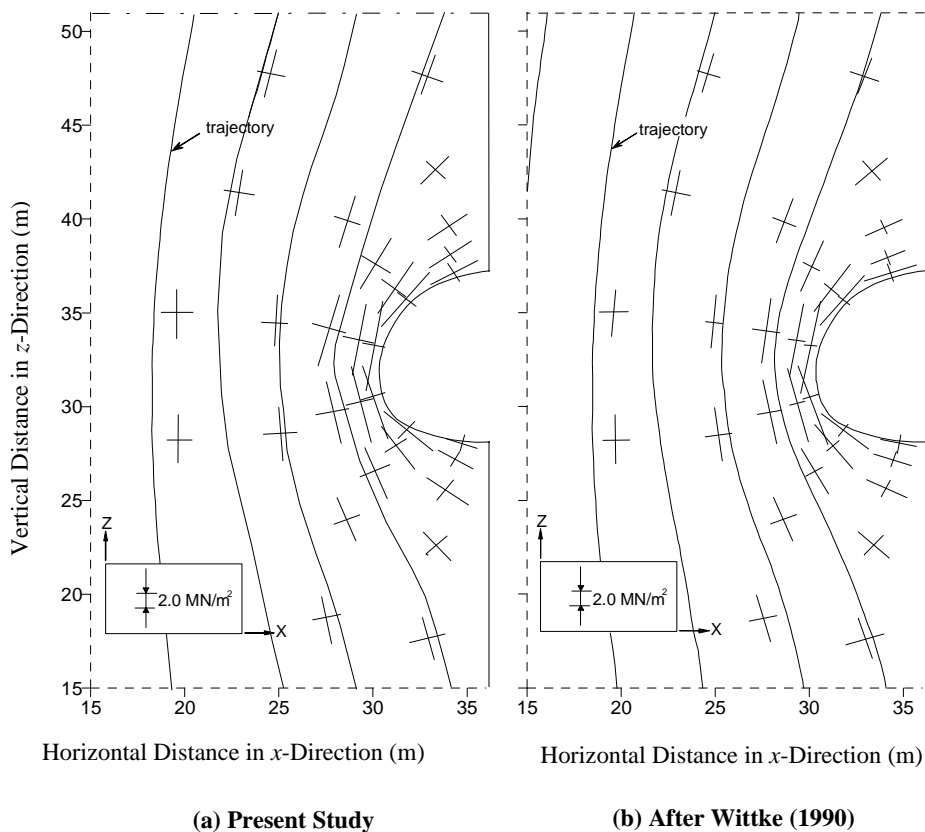 50
45
40
35
30
25
20
15
Vertical Distance in z-Direction (m)
trajectory
Z
2.0 MN/m²
X
15 20 25 30 35
Horizontal Distance in x-Direction (m)
(a) Present Study
trajectory
Z
2.0 MN/m²
X
15 20 25 30 35
Horizontal Distance in x-Direction (m)
(b) After Wittke (1990)